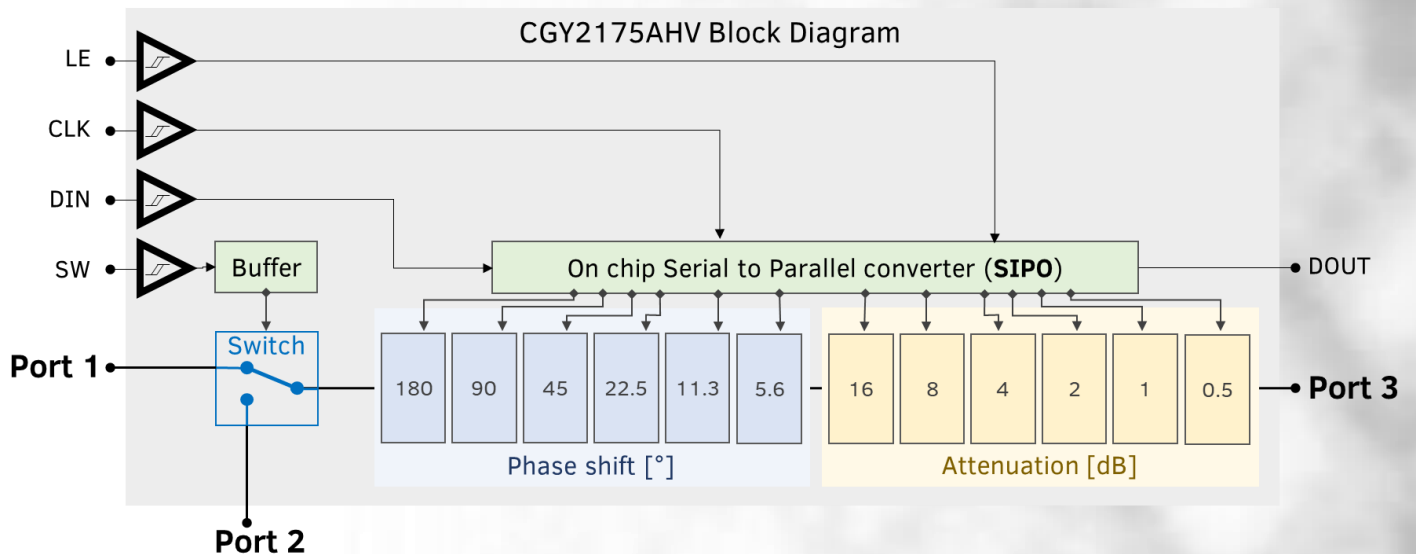 CGY2175AHV Block Diagram
LE
CLK
DIN
SW
Buffer
On chip Serial to Parallel converter (SIPO)
DOUT
Switch
Port 1
180 90 45 22.5 11.3 5.6 16 8 4 2 1 0.5
Port 3
Phase shift [°]
Attenuation [dB]
Port 2